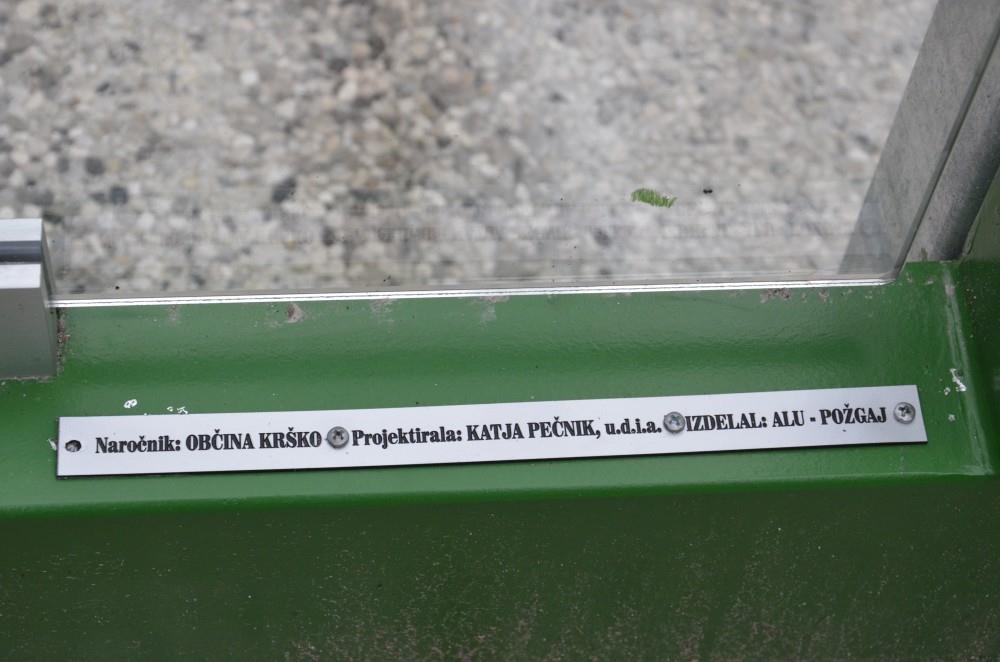 Naročnik: OBČINA KRŠKO Projektirala: KATJA PEČNIK, u.d.i.a. IZDELAL: ALU - POŽGAJ